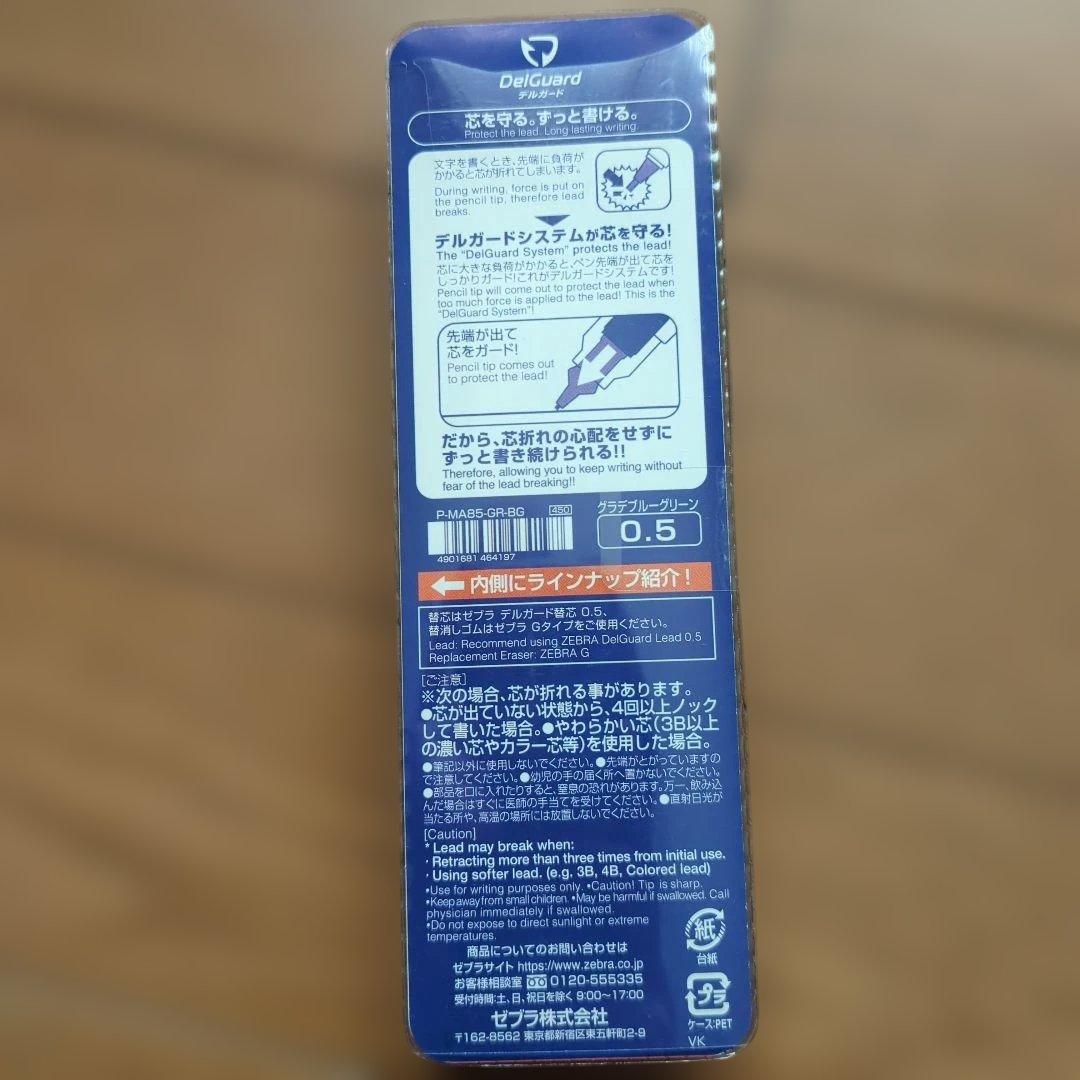 DelGuard
デルガード
芯を守る。ずっと書ける。
Protect the lead. Long lasting writing.
文字を書くとき、先端に負荷が
かかると芯が折れてしまいます。
During writing, force is put on
the pencil tip, therefore lead
breaks.
デルガードシステムが芯を守る!
The "DelGuard System" protects the lead!
芯に大きな負荷がかかると、ペン先端が出て芯を
しっかりガード!これがデルガードシステムです!
Pencil tip will come out to protect the lead when
too much force is applied to the lead! This is the
"DelGuard System"!
先端が出て
芯をガード!
Pencil tip comes out
to protect the lead!
だから、芯折れの心配をせずに
ずっと書き続けられる!!
Therefore, allowing you to keep writing without
fear of the lead breaking!!
P-MA85-GR-BG 450
4901681 464197
グラデブルーグリーン
0.5
内側にラインナップ紹介!
替芯はゼブラ デルガード替芯 0.5、
替消しゴムはゼブラ Gタイプをご使用ください。
Lead: Recommend using ZEBRA DelGuard Lead 0.5
Replacement Eraser: ZEBRA G
[ご注意]
※次の場合、芯が折れる事があります。
●芯が出ていない状態から、4回以上ノック
して書いた場合。●やわらかい芯(3B以上
の濃い芯やカラー芯等)を使用した場合。
●筆記以外に使用しないでください。●先端がとがっていますの
で注意してください。●幼児の手の届く所へ置かないでください。
●部品を口に入れたりすると、窒息の恐れがあります。万一、飲み込
んだ場合はすぐに医師の手当てを受けてください。●直射日光が
当たる所や、高温の場所には放置しないでください。
[Caution]
* Lead may break when:
· Retracting more than three times from initial use.
· Using softer lead. (e.g. 3B, 4B, Colored lead)
•Use for writing purposes only. •Caution! Tip is sharp.
•Keep away from small children. •May be harmful if swallowed. Call
physician immediately if swallowed.
•Do not expose to direct sunlight or extreme
temperatures.
商品についてのお問い合わせは
ゼブラサイト https://www.zebra.co.jp
お客様相談室 0120-555335
受付時間:土、日、祝日を除く 9:00~17:00
ゼブラ株式会社
〒162-8562 東京都新宿区東五軒町2-9
紙
台紙
プラ
ケース:PET
VK